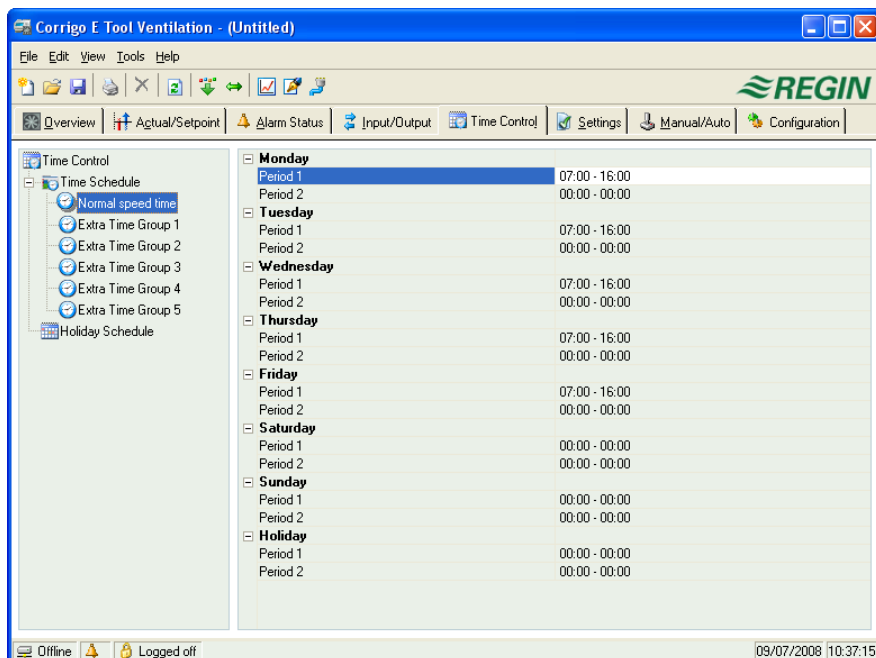 Corrigo E Tool Ventilation - (Untitled)
File Edit View Tools Help
REGIN
Overview Actual/Setpoint Alarm Status Input/Output Time Control Settings Manual/Auto Configuration
Time Control
Time Schedule
Normal speed time
Extra Time Group 1
Extra Time Group 2
Extra Time Group 3
Extra Time Group 4
Extra Time Group 5
Holiday Schedule
Monday
Period 1 07:00 - 16:00
Period 2 00:00 - 00:00
Tuesday
Period 1 07:00 - 16:00
Period 2 00:00 - 00:00
Wednesday
Period 1 07:00 - 16:00
Period 2 00:00 - 00:00
Thursday
Period 1 07:00 - 16:00
Period 2 00:00 - 00:00
Friday
Period 1 07:00 - 16:00
Period 2 00:00 - 00:00
Saturday
Period 1 00:00 - 00:00
Period 2 00:00 - 00:00
Sunday
Period 1 00:00 - 00:00
Period 2 00:00 - 00:00
Holiday
Period 1 00:00 - 00:00
Period 2 00:00 - 00:00
Offline Logged off 09/07/2008 10:37:15